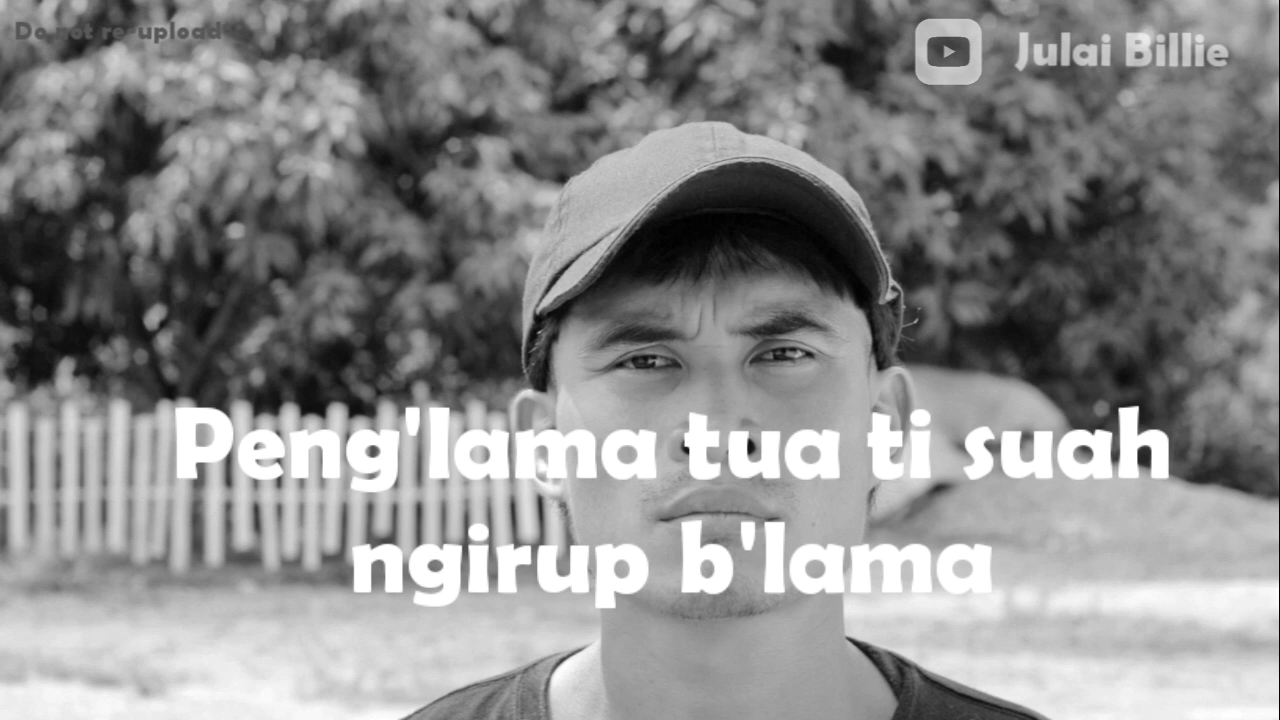 Do not re-upload
Julai Billie
Peng'lama tua ti suah
ngirup b'lama